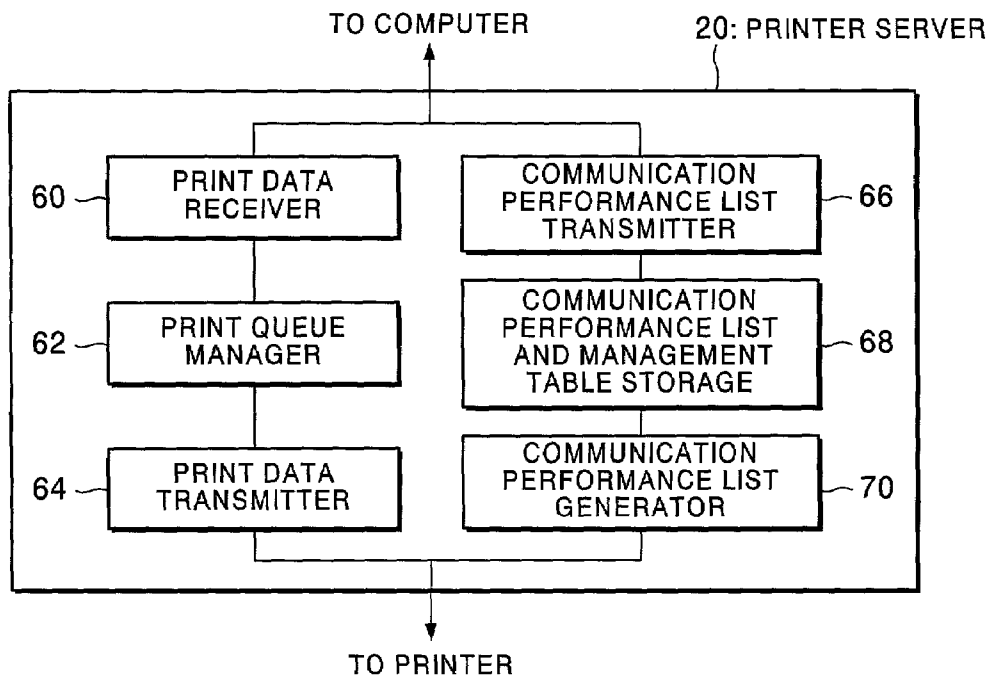 TO COMPUTER
20: PRINTER SERVER
60
PRINT DATA
RECEIVER
COMMUNICATION
PERFORMANCE LIST
TRANSMITTER
66
62
PRINT QUEUE
MANAGER
COMMUNICATION
PERFORMANCE LIST
AND MANAGEMENT
TABLE STORAGE
68
64
PRINT DATA
TRANSMITTER
COMMUNICATION
PERFORMANCE LIST
GENERATOR
70
TO PRINTER